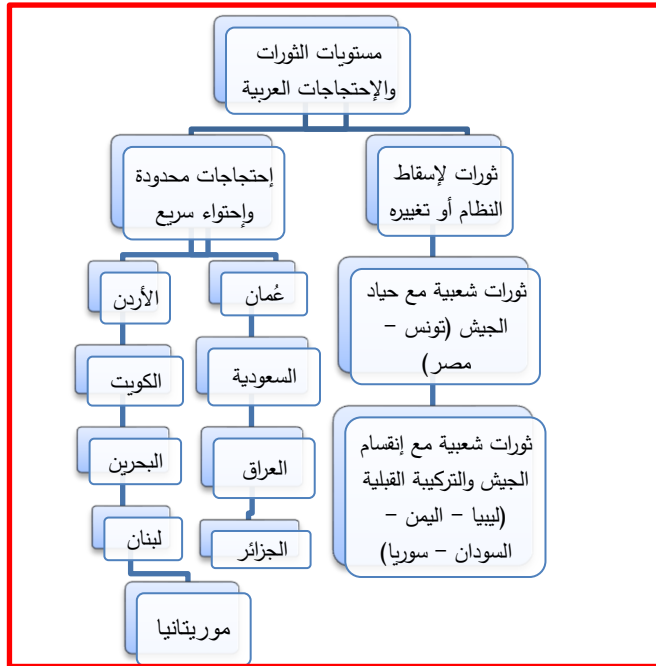 مستويات الثورات
والإحتجاجات العربية
ثورات لإسقاط
النظام أو تغييره
ثورات شعبية مع حياد
الجيش (تونس –
مصر)
ثورات شعبية مع إنقسام
الجيش والتركيبة القبلية
(ليبيا – اليمن –
السودان – سوريا)
إحتجاجات محدودة
وإحتواء سريع
عُمان
السعودية
العراق
الجزائر
الأردن
الكويت
البحرين
لبنان
موريتانيا